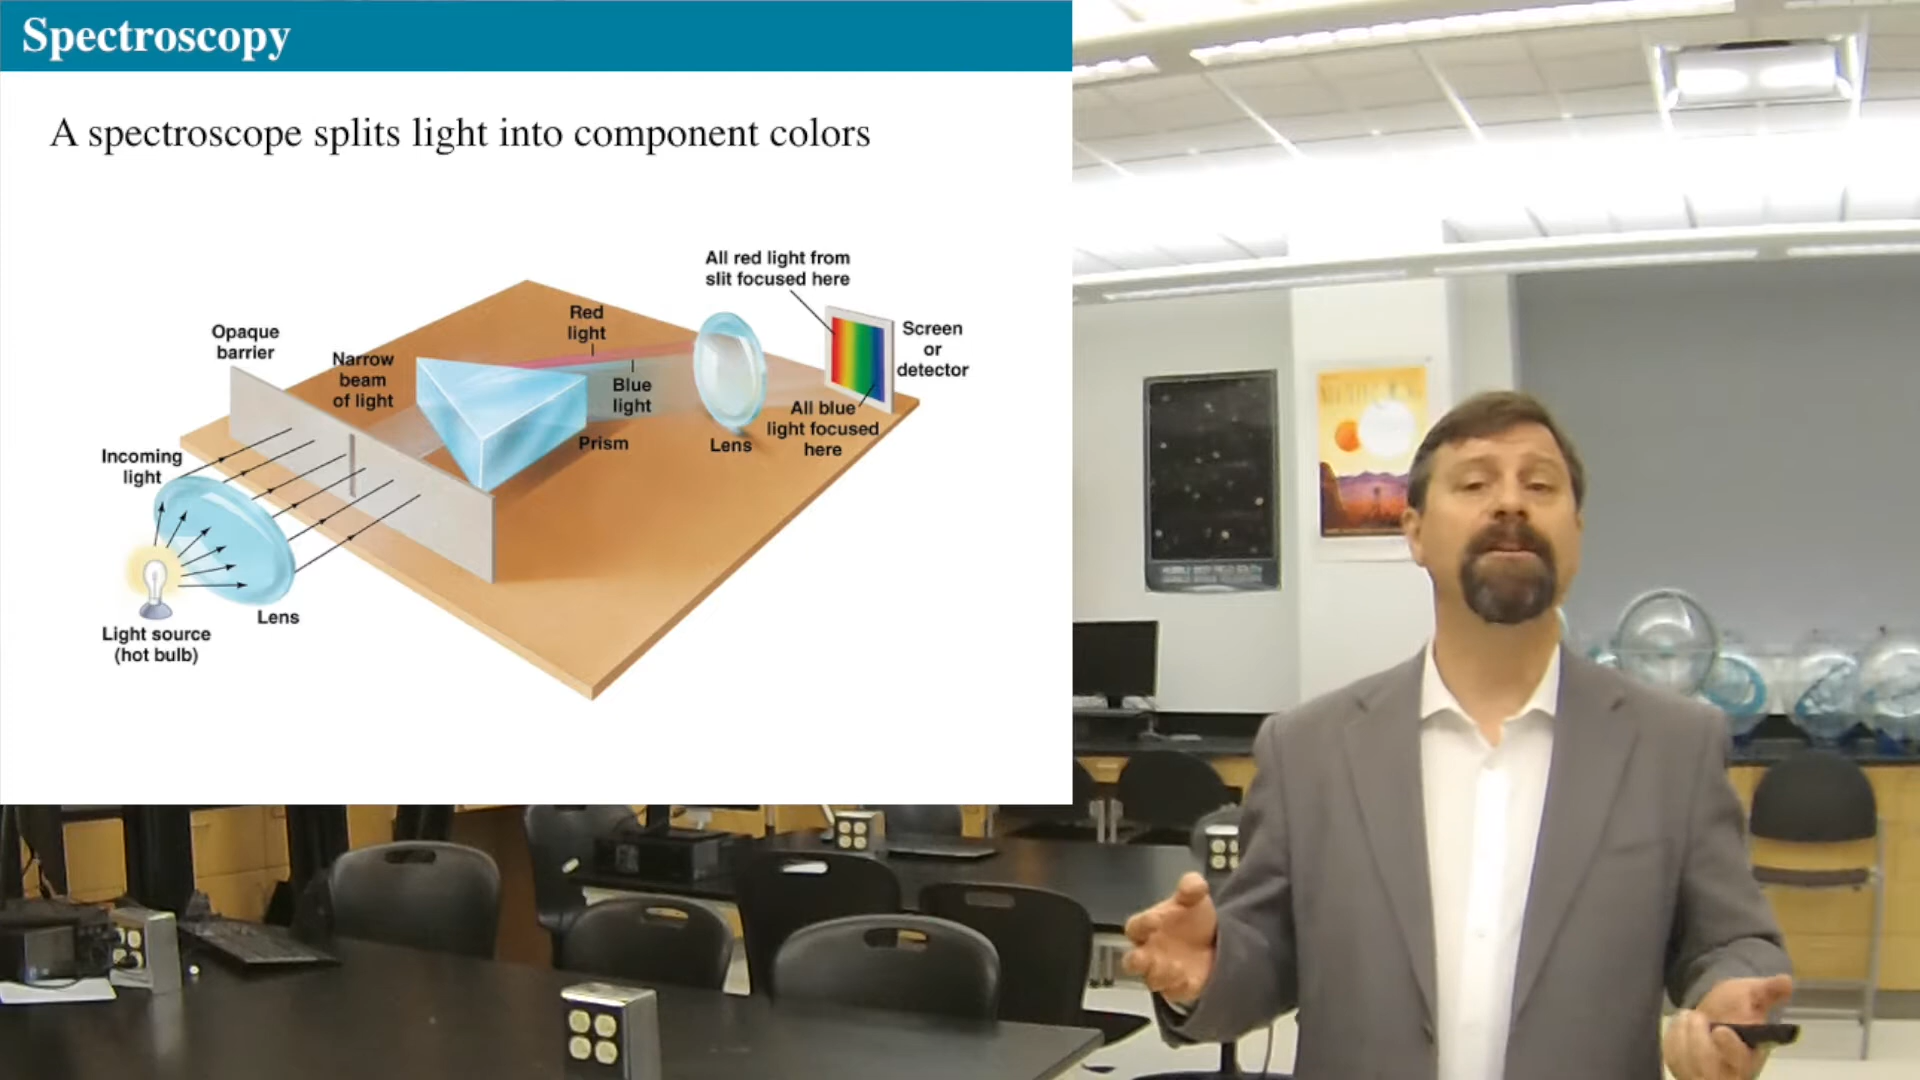 Spectroscopy
A spectroscope splits light into component colors
All red light from
slit focused here
Red
light
Opaque
barrier
Screen
or
detector
Narrow
beam
of light
Blue
light
All blue
light focused
here
Prism
Lens
Incoming
light
Lens
Light source
(hot bulb)